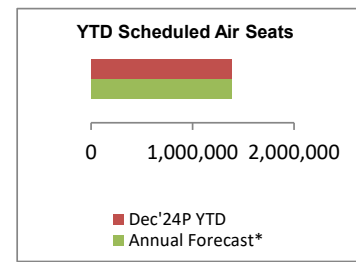 YTD Scheduled Air Seats
0 1,000,000 2,000,000
Dec'24P YTD
Annual Forecast*